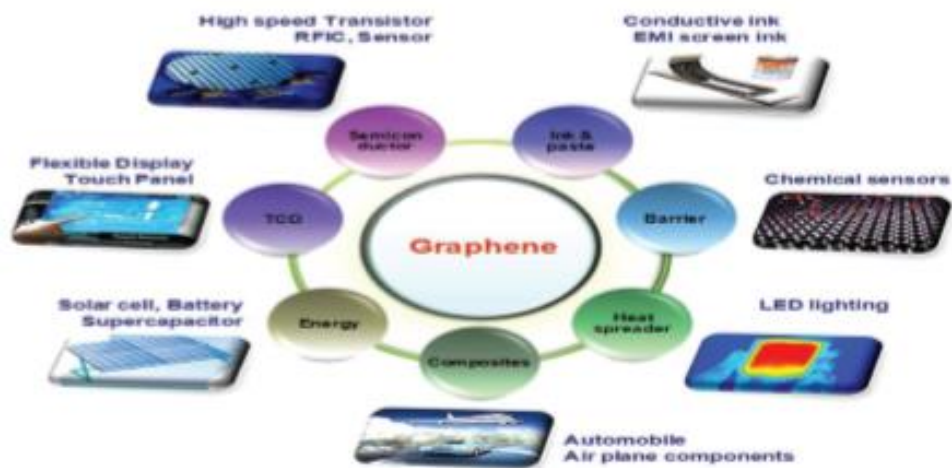 High speed Transistor
RFIC, Sensor
Conductive ink
EMI screen ink
Semicon
ductor
Ink &
paste
Flexible Display
Touch Panel
TCO
Barrier
Chemical sensors
Graphene
Solar cell, Battery
Supercapacitor
Energy
Heat
spreader
LED lighting
Composites
Automobile
Air plane components